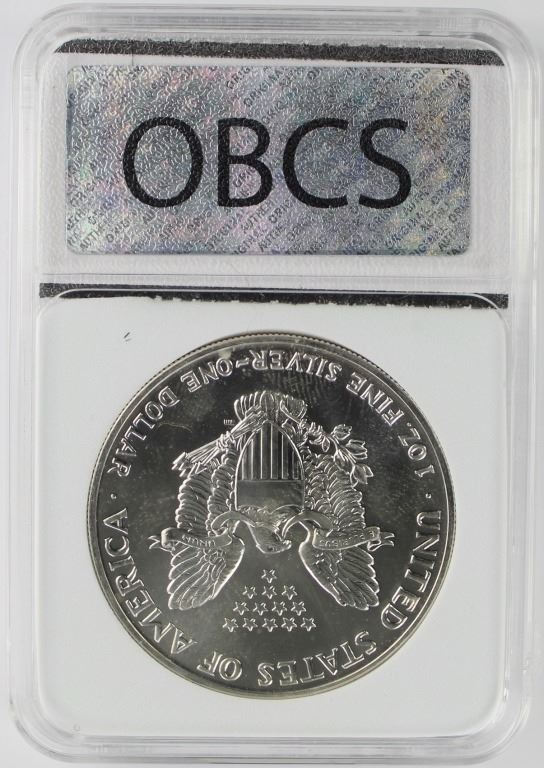 OBCS
UNITED STATES OF AMERICA
1 OZ. FINE SILVER~ONE DOLLAR